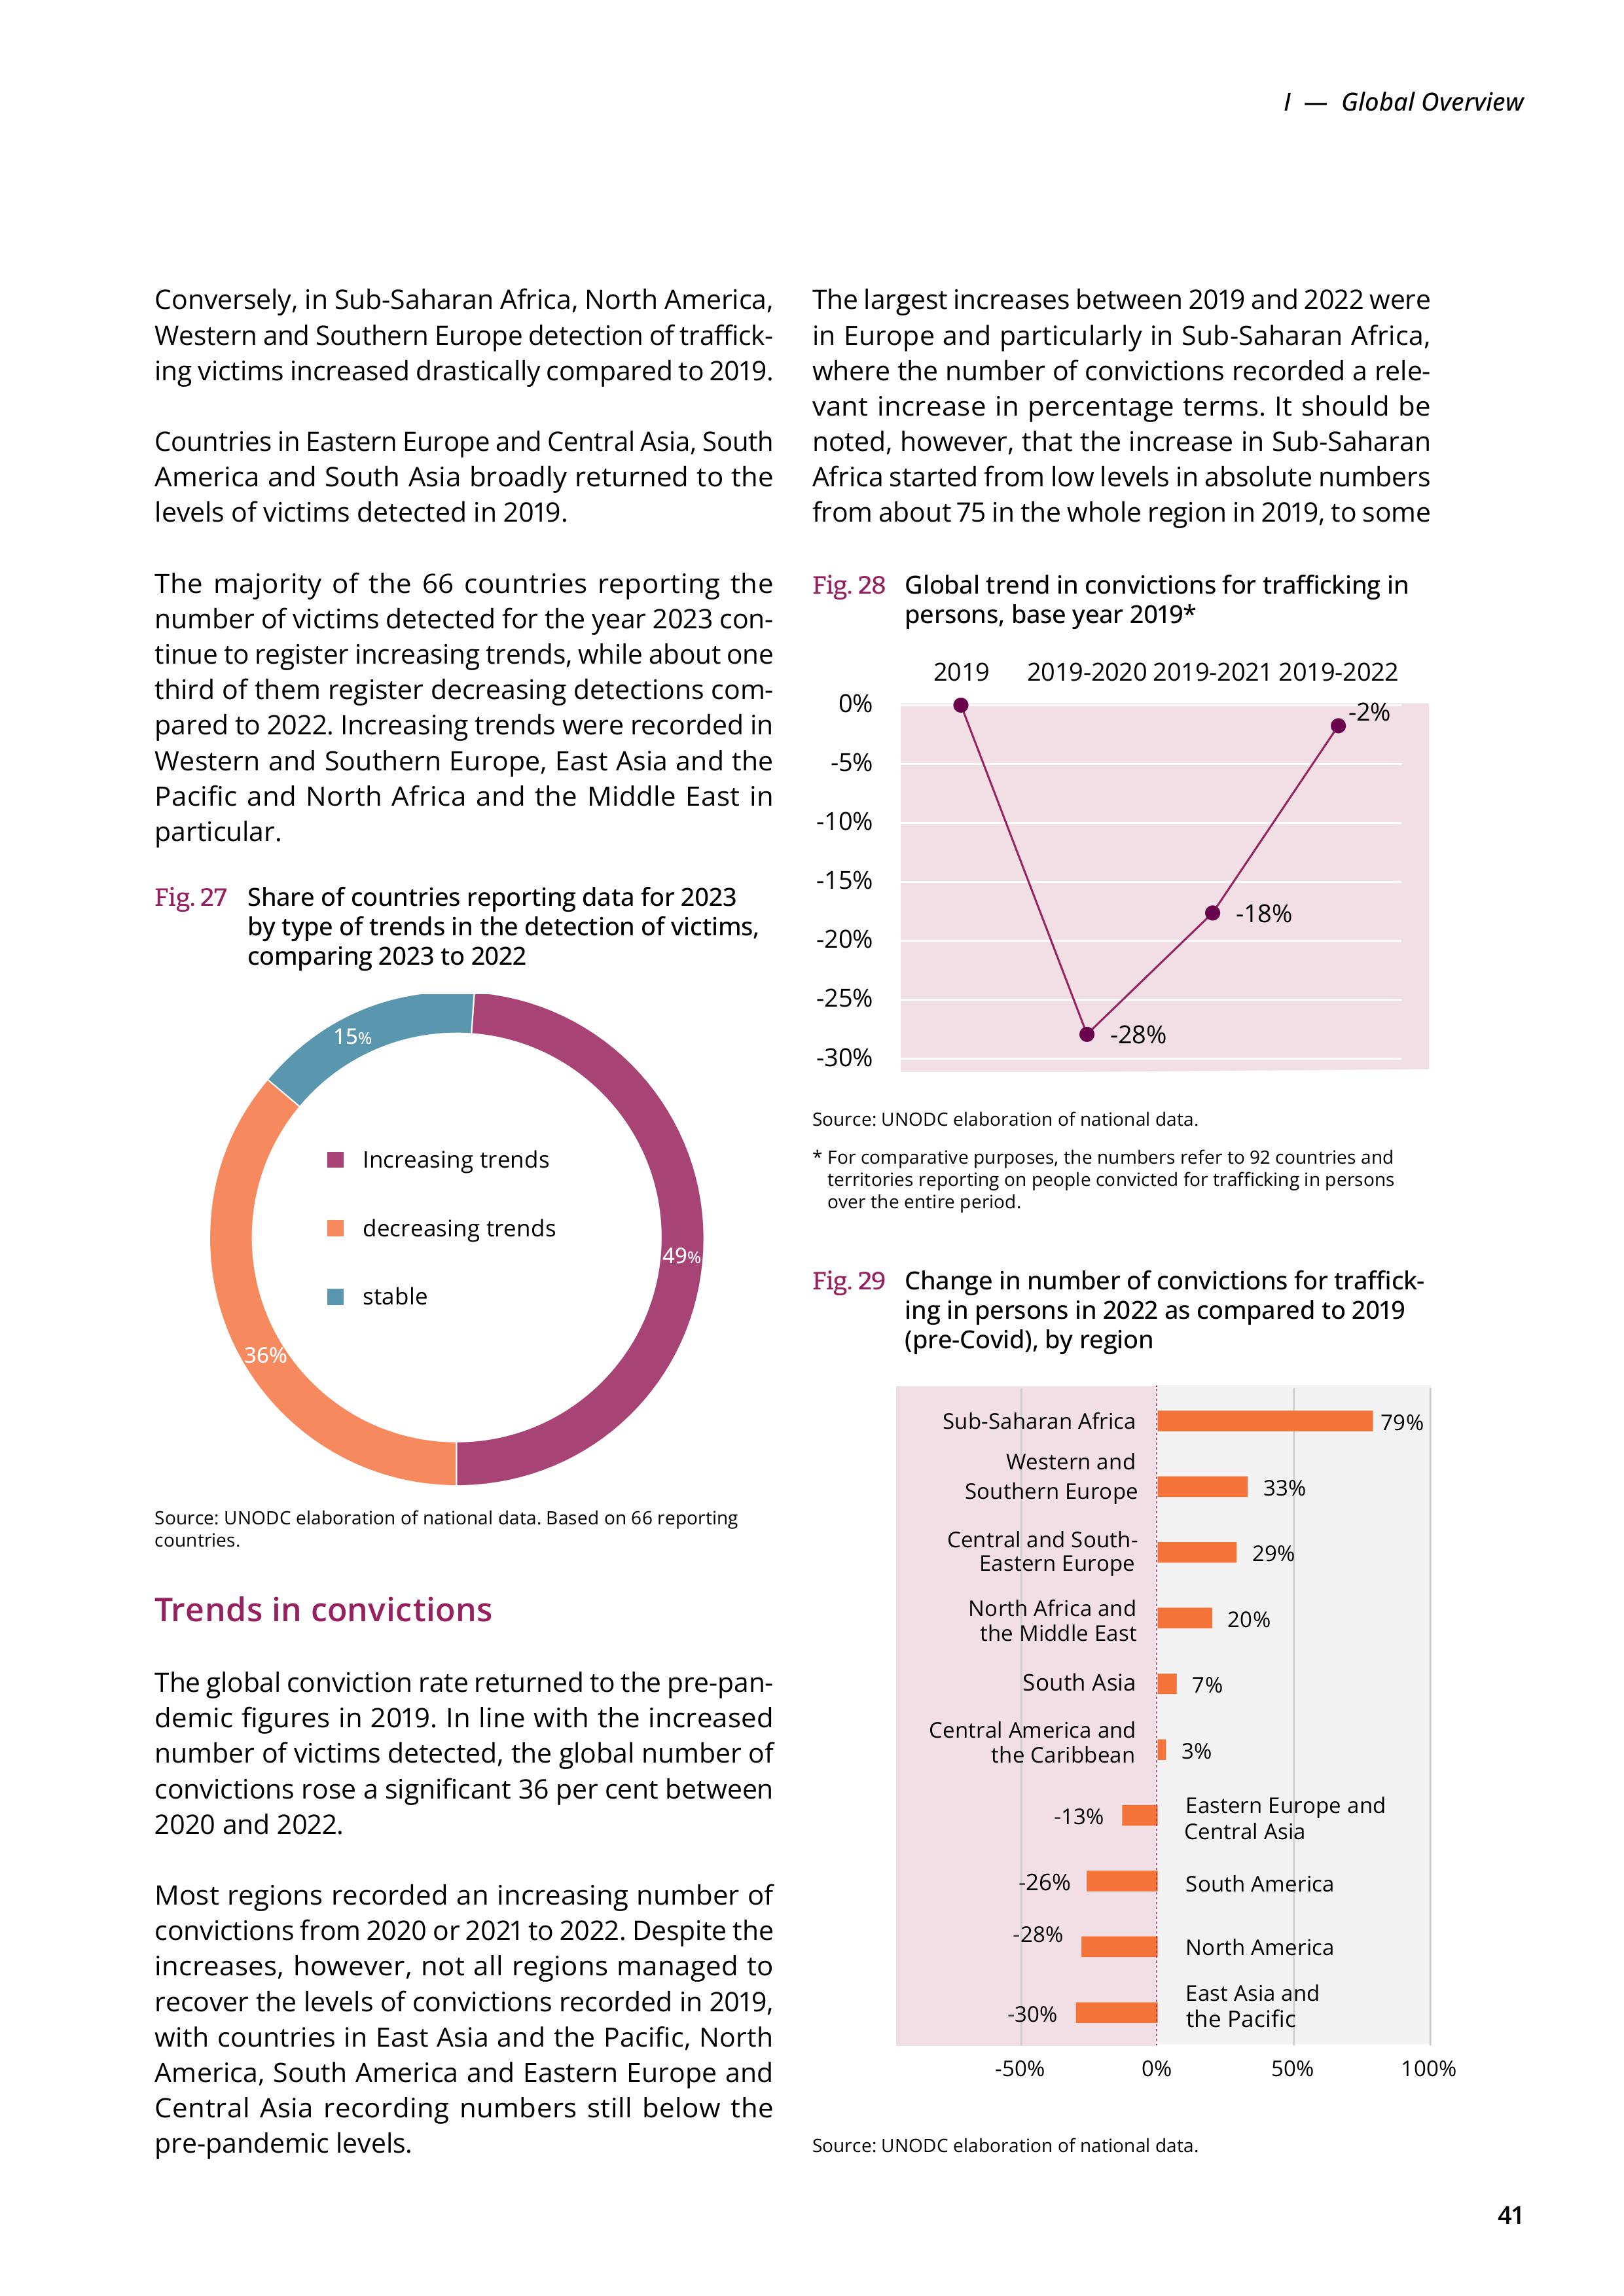 I — Global Overview
Conversely, in Sub-Saharan Africa, North America,
Western and Southern Europe detection of traffick-
ing victims increased drastically compared to 2019.
Countries in Eastern Europe and Central Asia, South
America and South Asia broadly returned to the
levels of victims detected in 2019.
The majority of the 66 countries reporting the
number of victims detected for the year 2023 con-
tinue to register increasing trends, while about one
third of them register decreasing detections com-
pared to 2022. Increasing trends were recorded in
Western and Southern Europe, East Asia and the
Pacific and North Africa and the Middle East in
particular.
Fig. 27 Share of countries reporting data for 2023
by type of trends in the detection of victims,
comparing 2023 to 2022
15%
Increasing trends
decreasing trends
49%
stable
36%
Source: UNODC elaboration of national data. Based on 66 reporting
countries.
Trends in convictions
The global conviction rate returned to the pre-pan-
demic figures in 2019. In line with the increased
number of victims detected, the global number of
convictions rose a significant 36 per cent between
2020 and 2022.
Most regions recorded an increasing number of
convictions from 2020 or 2021 to 2022. Despite the
increases, however, not all regions managed to
recover the levels of convictions recorded in 2019,
with countries in East Asia and the Pacific, North
America, South America and Eastern Europe and
Central Asia recording numbers still below the
pre-pandemic levels.
The largest increases between 2019 and 2022 were
in Europe and particularly in Sub-Saharan Africa,
where the number of convictions recorded a rele-
vant increase in percentage terms. It should be
noted, however, that the increase in Sub-Saharan
Africa started from low levels in absolute numbers
from about 75 in the whole region in 2019, to some
Fig. 28 Global trend in convictions for trafficking in
persons, base year 2019*
2019 2019-2020 2019-2021 2019-2022
0%
-2%
-5%
-10%
-15%
-18%
-20%
-25%
-28%
-30%
Source: UNODC elaboration of national data.
* For comparative purposes, the numbers refer to 92 countries and
territories reporting on people convicted for trafficking in persons
over the entire period.
Fig. 29 Change in number of convictions for traffick-
ing in persons in 2022 as compared to 2019
(pre-Covid), by region
Sub-Saharan Africa 79%
Western and
Southern Europe 33%
Central and South-
Eastern Europe 29%
North Africa and
the Middle East 20%
South Asia 7%
Central America and
the Caribbean 3%
-13% Eastern Europe and
Central Asia
-26% South America
-28% North America
-30% East Asia and
the Pacific
-50% 0% 50% 100%
Source: UNODC elaboration of national data.
41